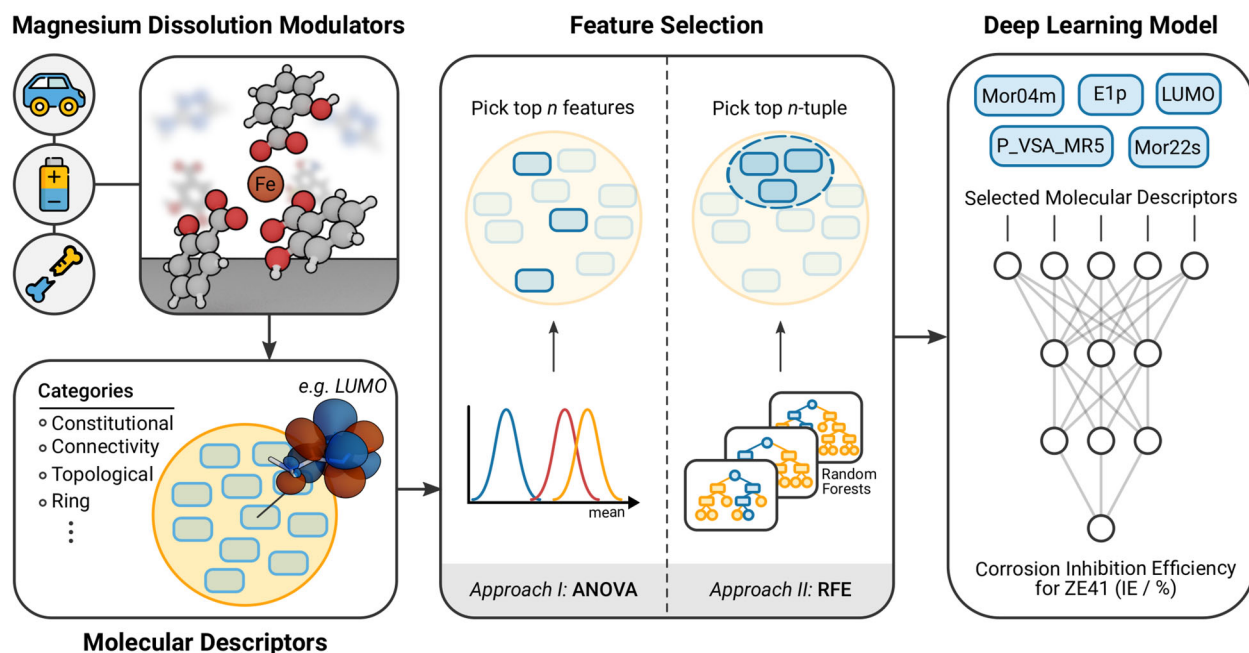 Magnesium Dissolution Modulators
Fe
+
−
Categories
Constitutional
Connectivity
Topological
Ring
e.g. LUMO
Molecular Descriptors
Feature Selection
Pick top n features
mean
Approach I: ANOVA
Pick top n-tuple
Random
Forests
Approach II: RFE
Deep Learning Model
Mor04m
E1p
LUMO
P_VSA_MR5
Mor22s
Selected Molecular Descriptors
Corrosion Inhibition Efficiency
for ZE41 (IE / %)